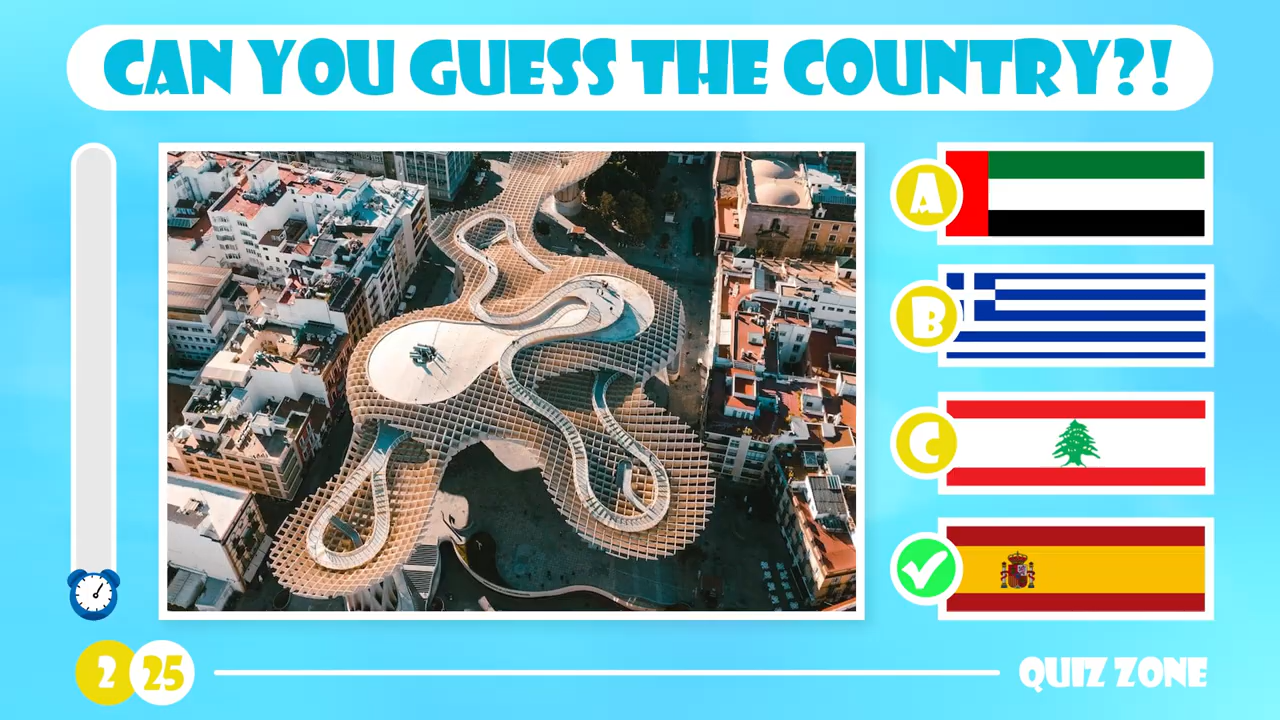 CAN YOU GUESS THE COUNTRY?!
A
B
C
2 25
QUIZ ZONE